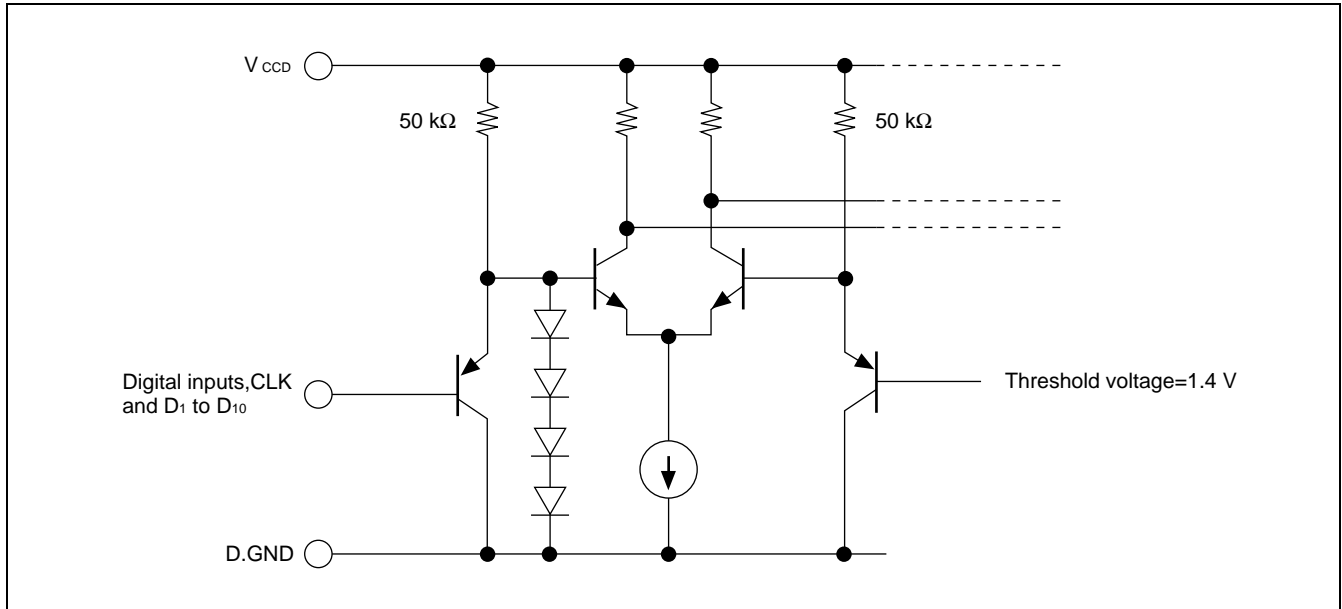 V CCD
50 kΩ
50 kΩ
Digital inputs,CLK
and D1 to D10
Threshold voltage=1.4 V
D.GND